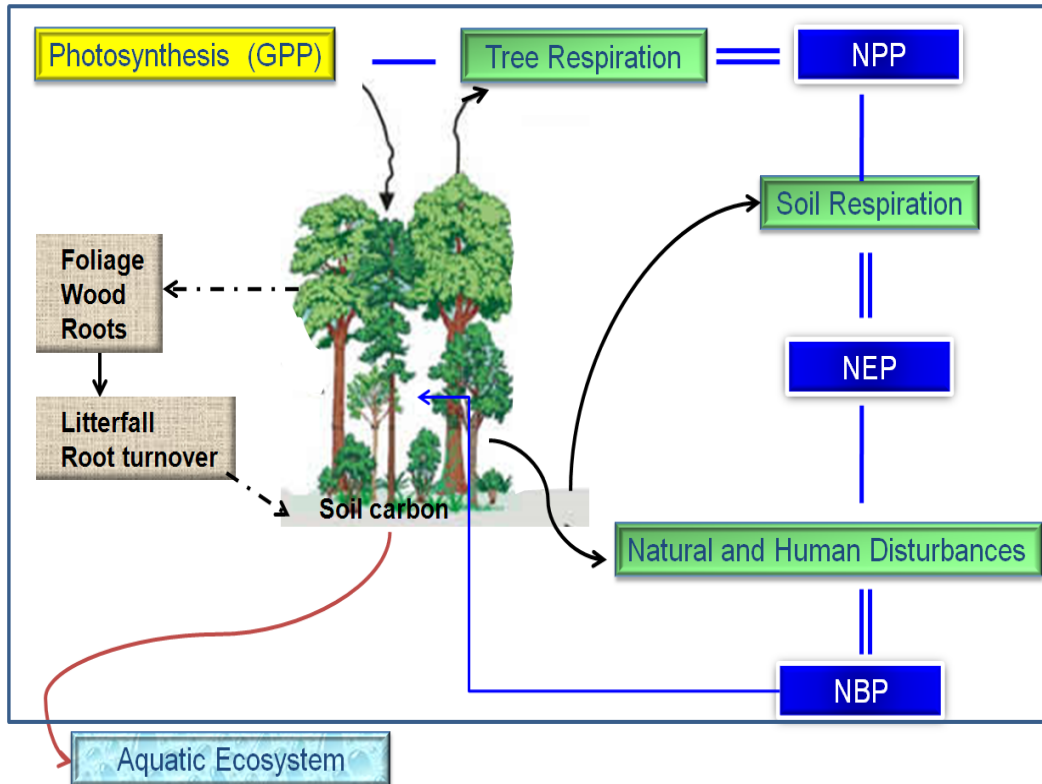 Photosynthesis (GPP)
Tree Respiration
NPP
Soil Respiration
Foliage
Wood
Roots
NEP
Litterfall
Root turnover
Soil carbon
Natural and Human Disturbances
NBP
Aquatic Ecosystem